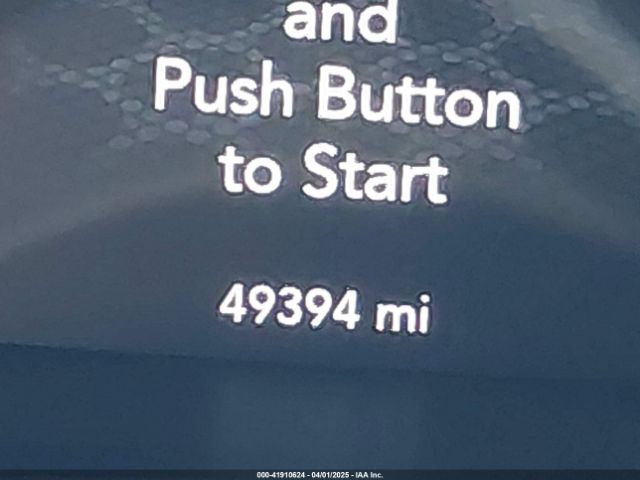 and
Push Button
to Start
49394 mi
000-41910624 - 04/01/2025 - IAA Inc.